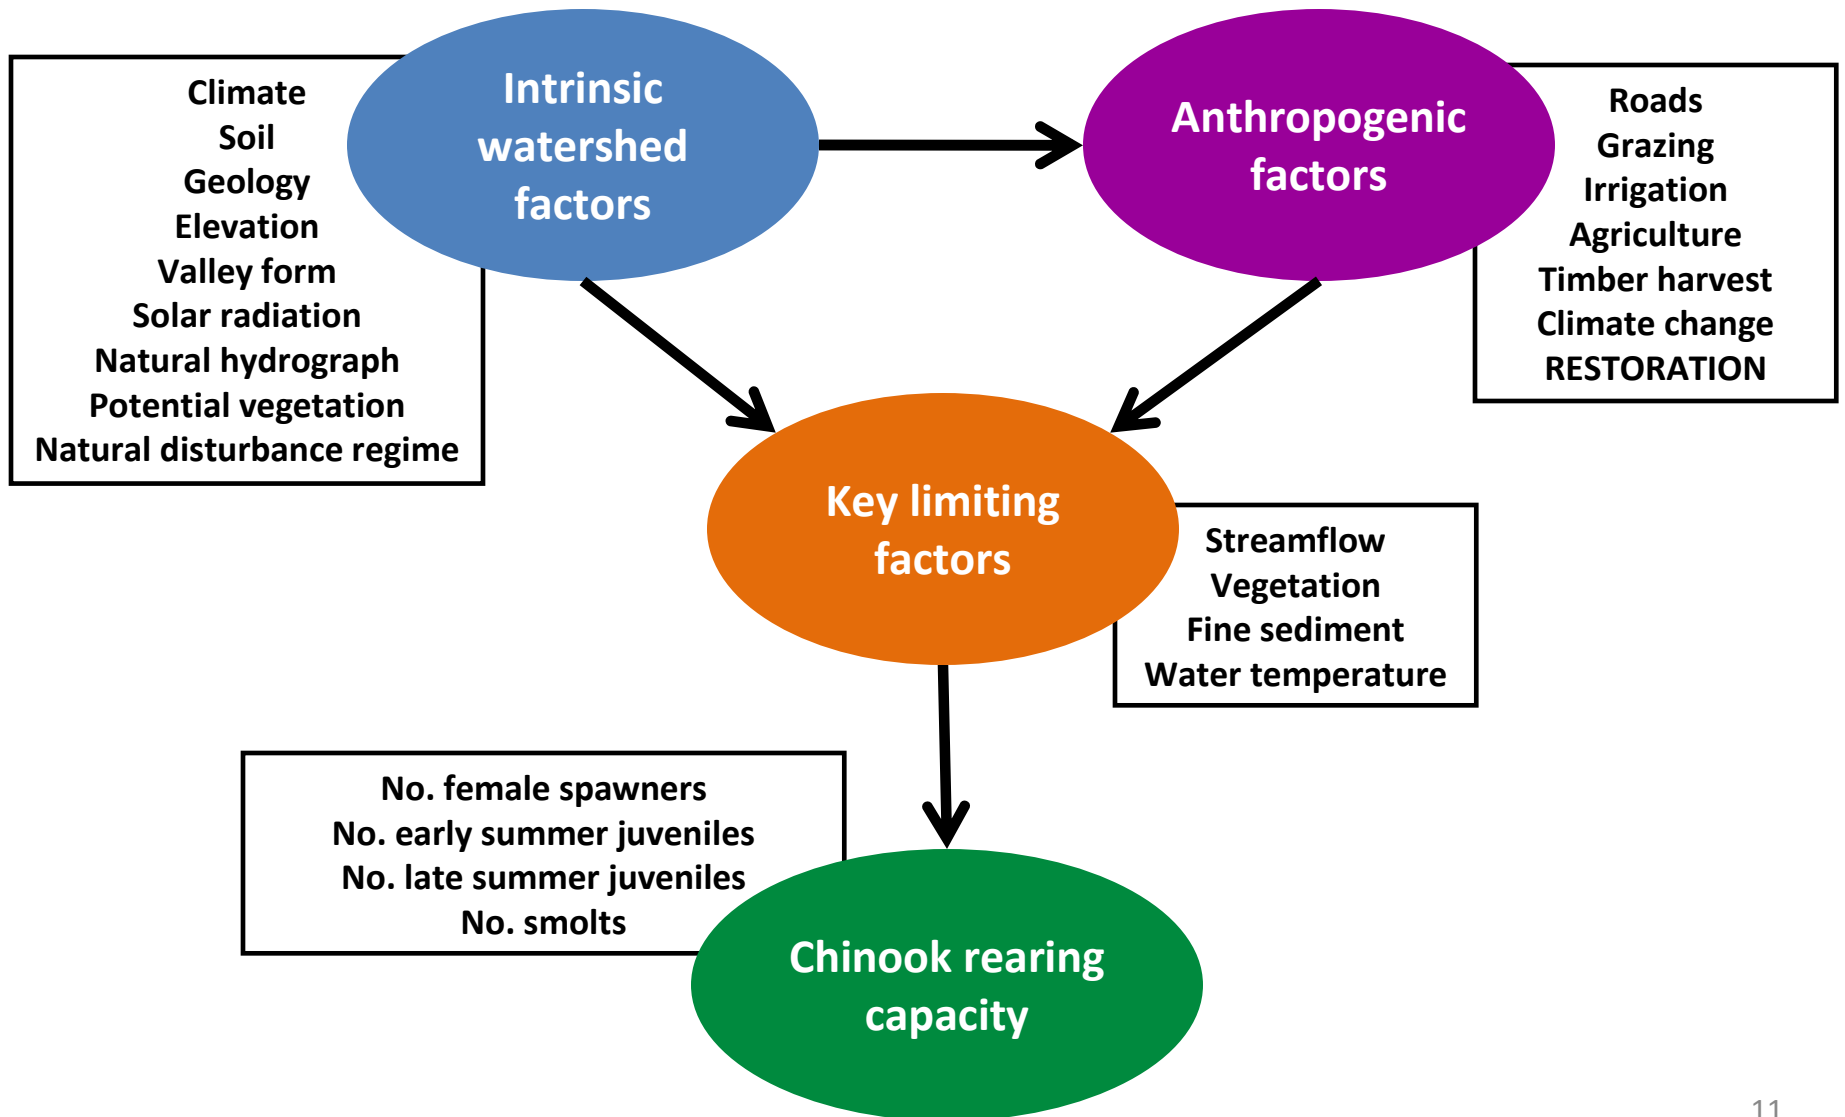 Intrinsic
watershed
factors
Climate
Soil
Geology
Elevation
Valley form
Solar radiation
Natural hydrograph
Potential vegetation
Natural disturbance regime
Anthropogenic
factors
Roads
Grazing
Irrigation
Agriculture
Timber harvest
Climate change
RESTORATION
Key limiting
factors
Streamflow
Vegetation
Fine sediment
Water temperature
No. female spawners
No. early summer juveniles
No. late summer juveniles
No. smolts
Chinook rearing
capacity
11